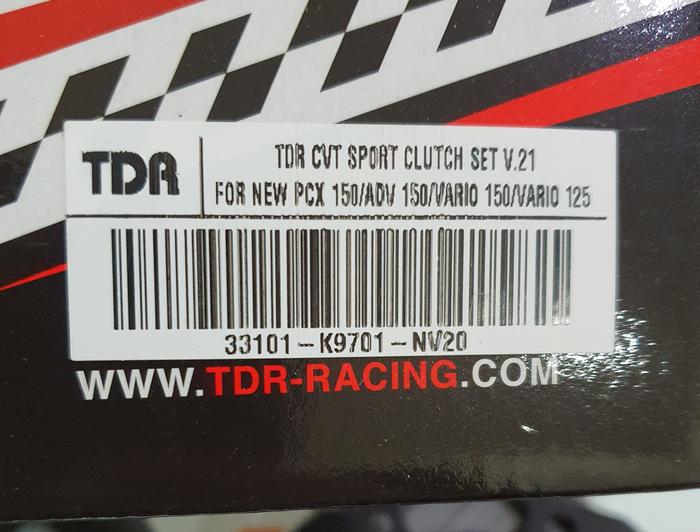 TDR
TDR CVT SPORT CLUTCH SET V.21
FOR NEW PCX 150/ADV 150/VARIO 150/VARIO 125
33101-K9701-NV20
WWW.TDR-RACING.COM